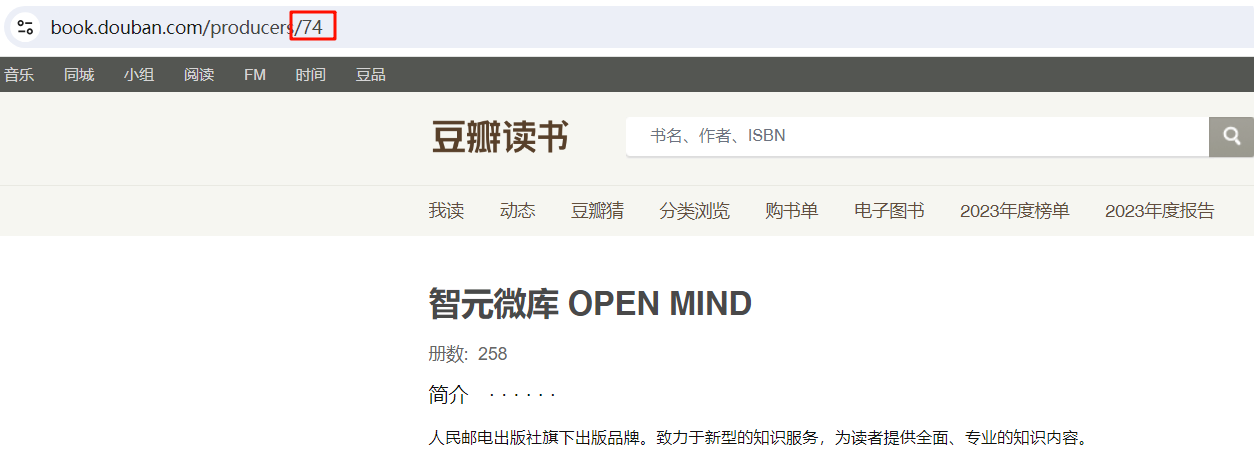 book.douban.com/producers/74
音乐 同城 小组 阅读 FM 时间 豆品
豆瓣读书 书名、作者、ISBN
我读 动态 豆瓣猜 分类浏览 购书单 电子图书 2023年度榜单 2023年度报告
智元微库 OPEN MIND
册数: 258
简介 · · · · · ·
人民邮电出版社旗下出版品牌。致力于新型的知识服务，为读者提供全面、专业的知识内容。